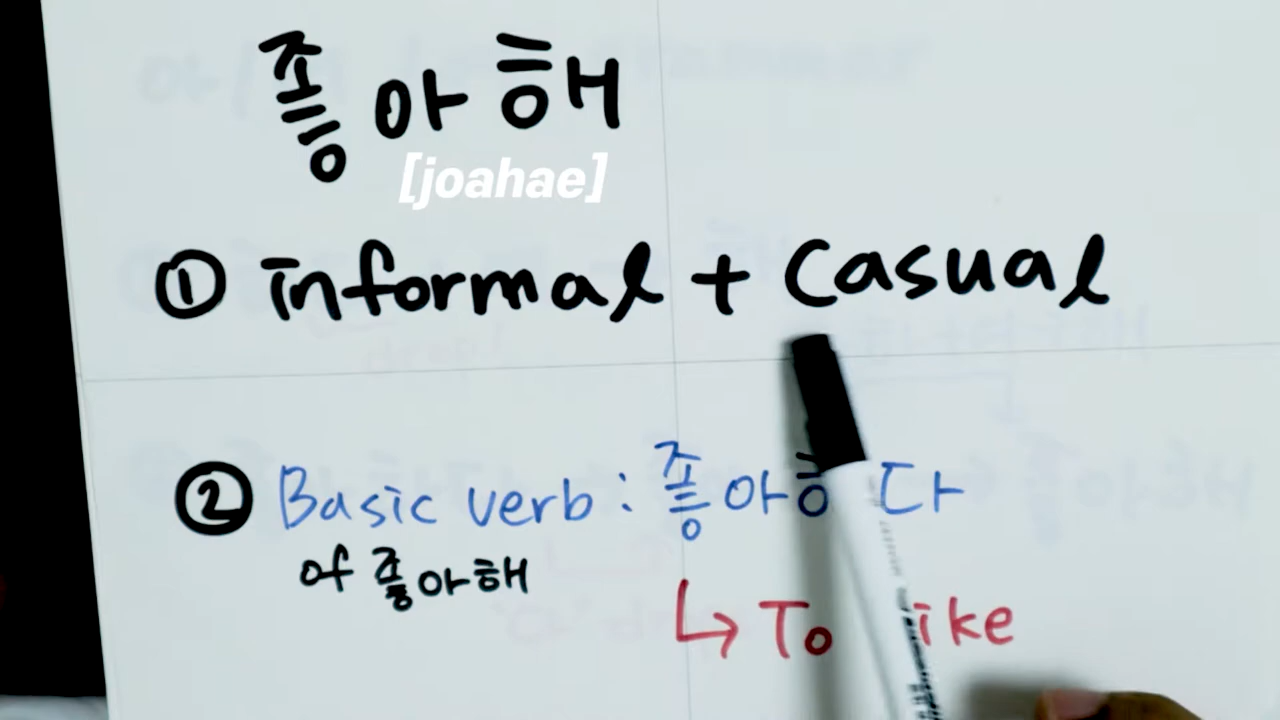 좋아해
[joahae]
① informal + Casual
② Basic verb : 좋아하다
of 좋아해
↳ To like